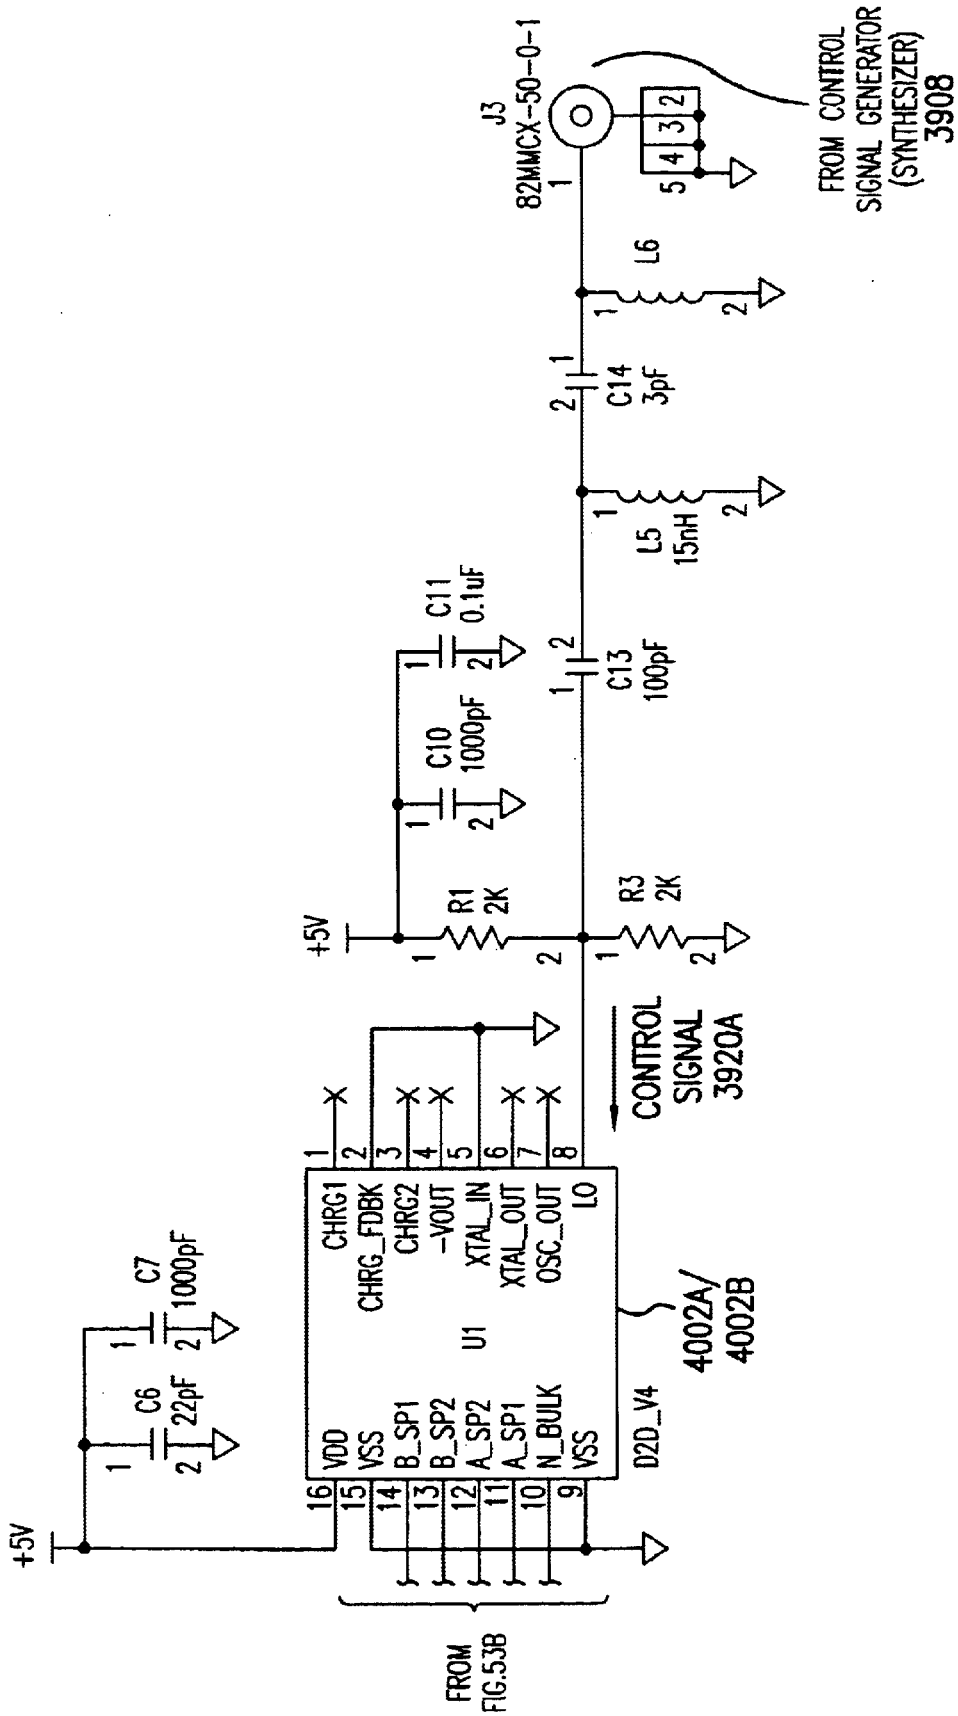 +5V
1
C6
22pF
2
1
C7
1000pF
2
+5V
1
R1
2K
2
1
C10
1000pF
2
1
C11
0.1uF
2
J3
82MMCX-50-0-1
1
5
4
3
2
FROM CONTROL
SIGNAL GENERATOR
(SYNTHESIZER)
3908
FROM
FIG.53B
16
15
14
13
12
11
10
9
VDD
VSS
B_SP1
B_SP2
A_SP2
A_SP1
N_BULK
VSS
U1
CHRG1
CHRG_FDBK
CHRG2
-VOUT
XTAL_IN
XTAL_OUT
OSC_OUT
LO
1
2
3
4
5
6
7
8
D2D_V4
4002A/
4002B
CONTROL
SIGNAL
3920A
1
R3
2K
2
1
2
C13
100pF
1
L5
15nH
2
2
1
C14
3pF
1
L6
2